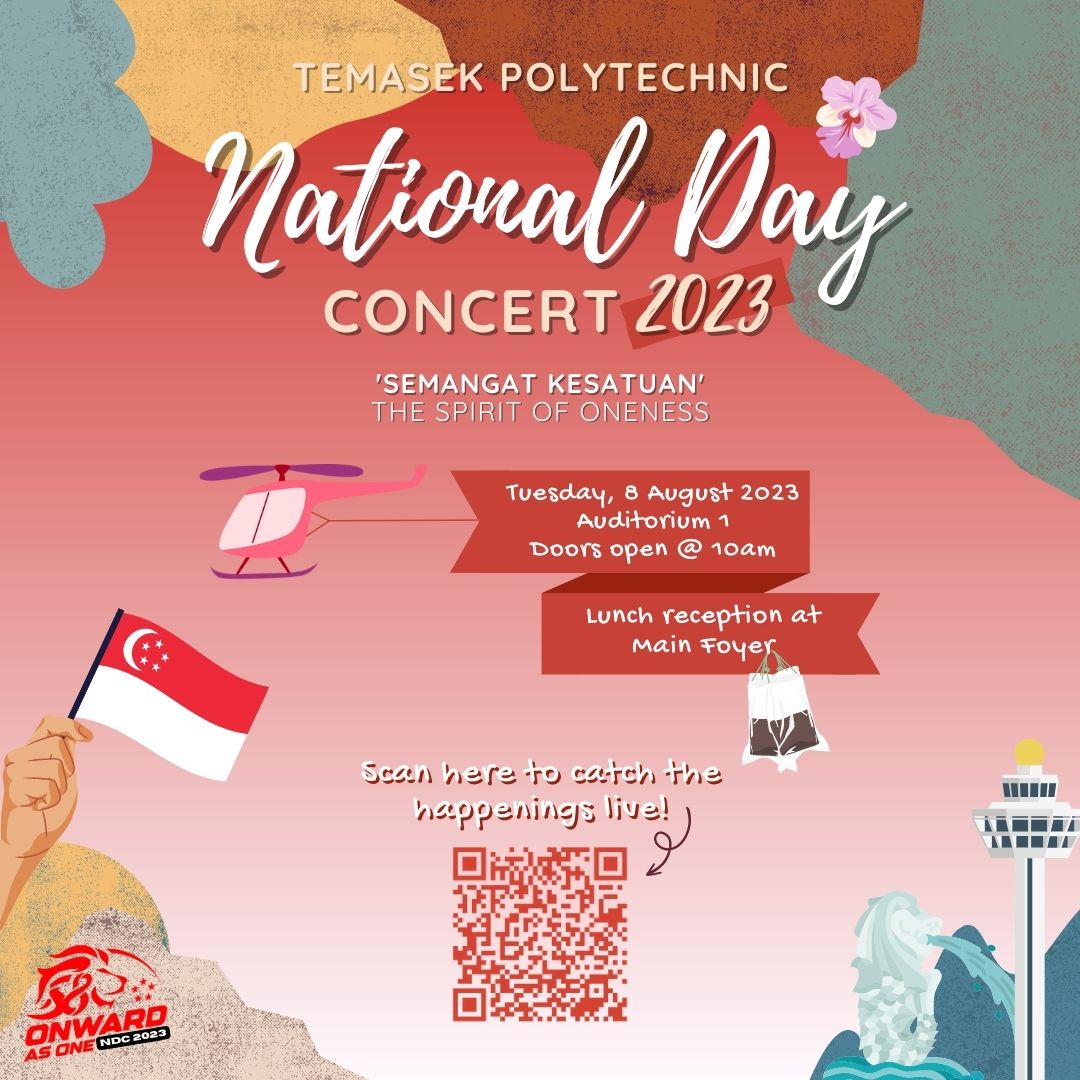 TEMASEK POLYTECHNIC
National Day
CONCERT 2023
'SEMANGAT KESATUAN'
THE SPIRIT OF ONENESS
Tuesday, 8 August 2023
Auditorium 1
Doors open @ 10am
Lunch reception at
Main Foyer
Scan here to catch the
happenings live!
58
ONWARD
AS ONE NDC 2023